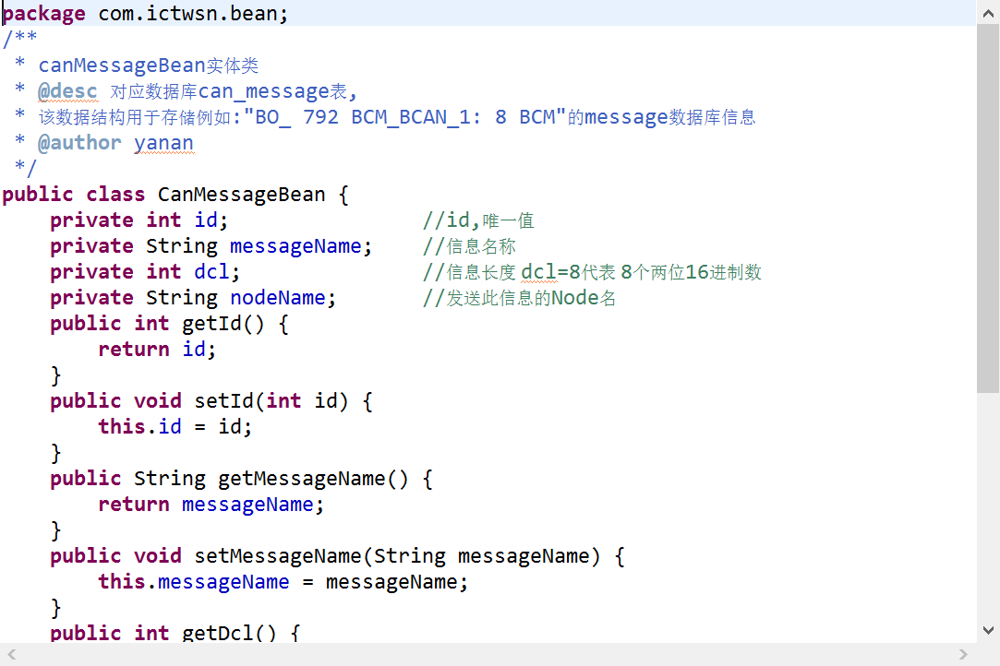 package com.ictwsn.bean;
/**
 * canMessageBean实体类
 * @desc 对应数据库can_message表,
 * 该数据结构用于存储例如:"BO_ 792 BCM_BCAN_1: 8 BCM"的message数据库信息
 * @author yanan
 */
public class CanMessageBean {
    private int id;                //id,唯一值
    private String messageName;    //信息名称
    private int dcl;               //信息长度 dcl=8代表 8个两位16进制数
    private String nodeName;       //发送此信息的Node名
    public int getId() {
        return id;
    }
    public void setId(int id) {
        this.id = id;
    }
    public String getMessageName() {
        return messageName;
    }
    public void setMessageName(String messageName) {
        this.messageName = messageName;
    }
    public int getDcl() {